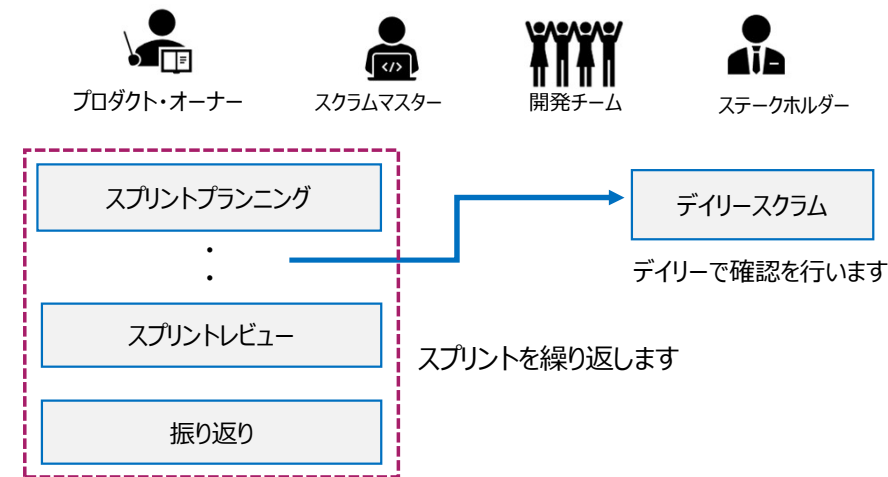 プロダクト・オーナー
スクラムマスター
開発チーム
ステークホルダー
スプリントプランニング
・
・
デイリースクラム
デイリーで確認を行います
スプリントレビュー
スプリントを繰り返します
振り返り